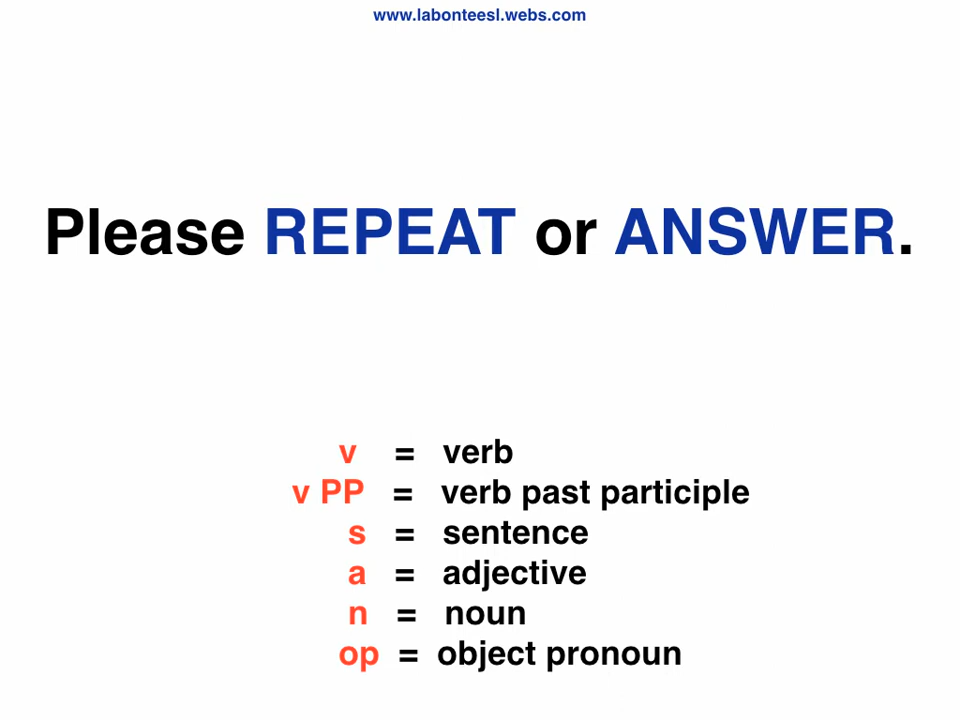 www.labonteesl.webs.com
Please REPEAT or ANSWER.
v = verb
v PP = verb past participle
s = sentence
a = adjective
n = noun
op = object pronoun